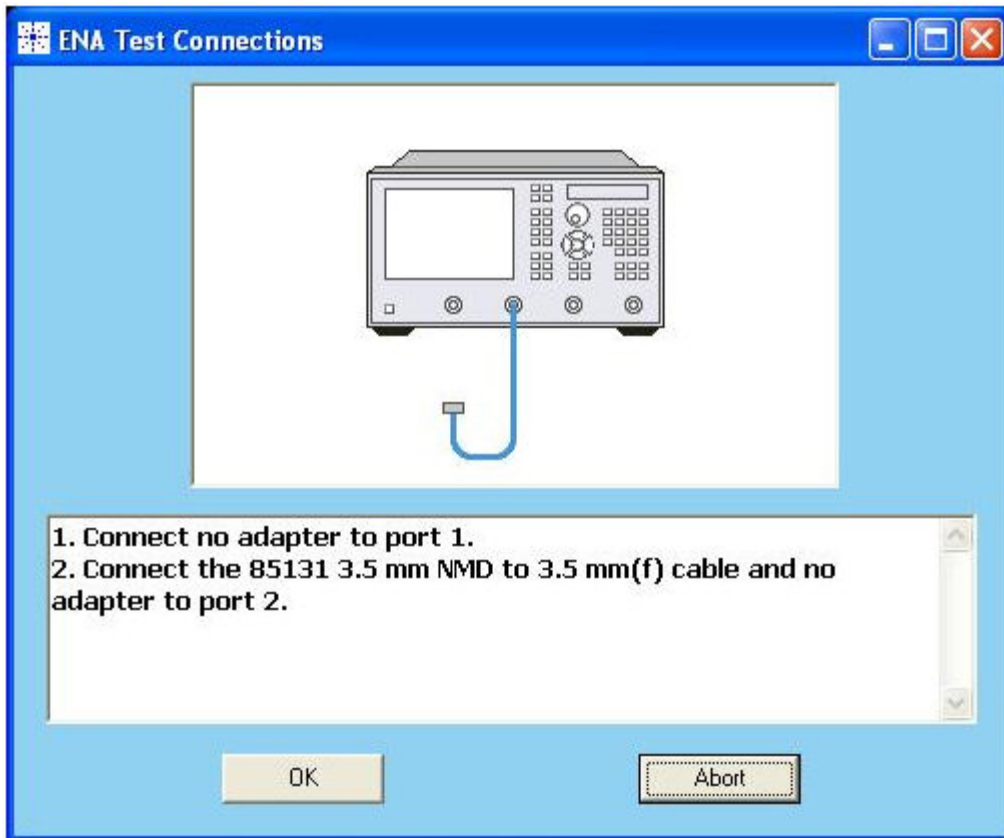 ENA Test Connections
1. Connect no adapter to port 1.
2. Connect the 85131 3.5 mm NMD to 3.5 mm(f) cable and no
adapter to port 2.
OK
Abort